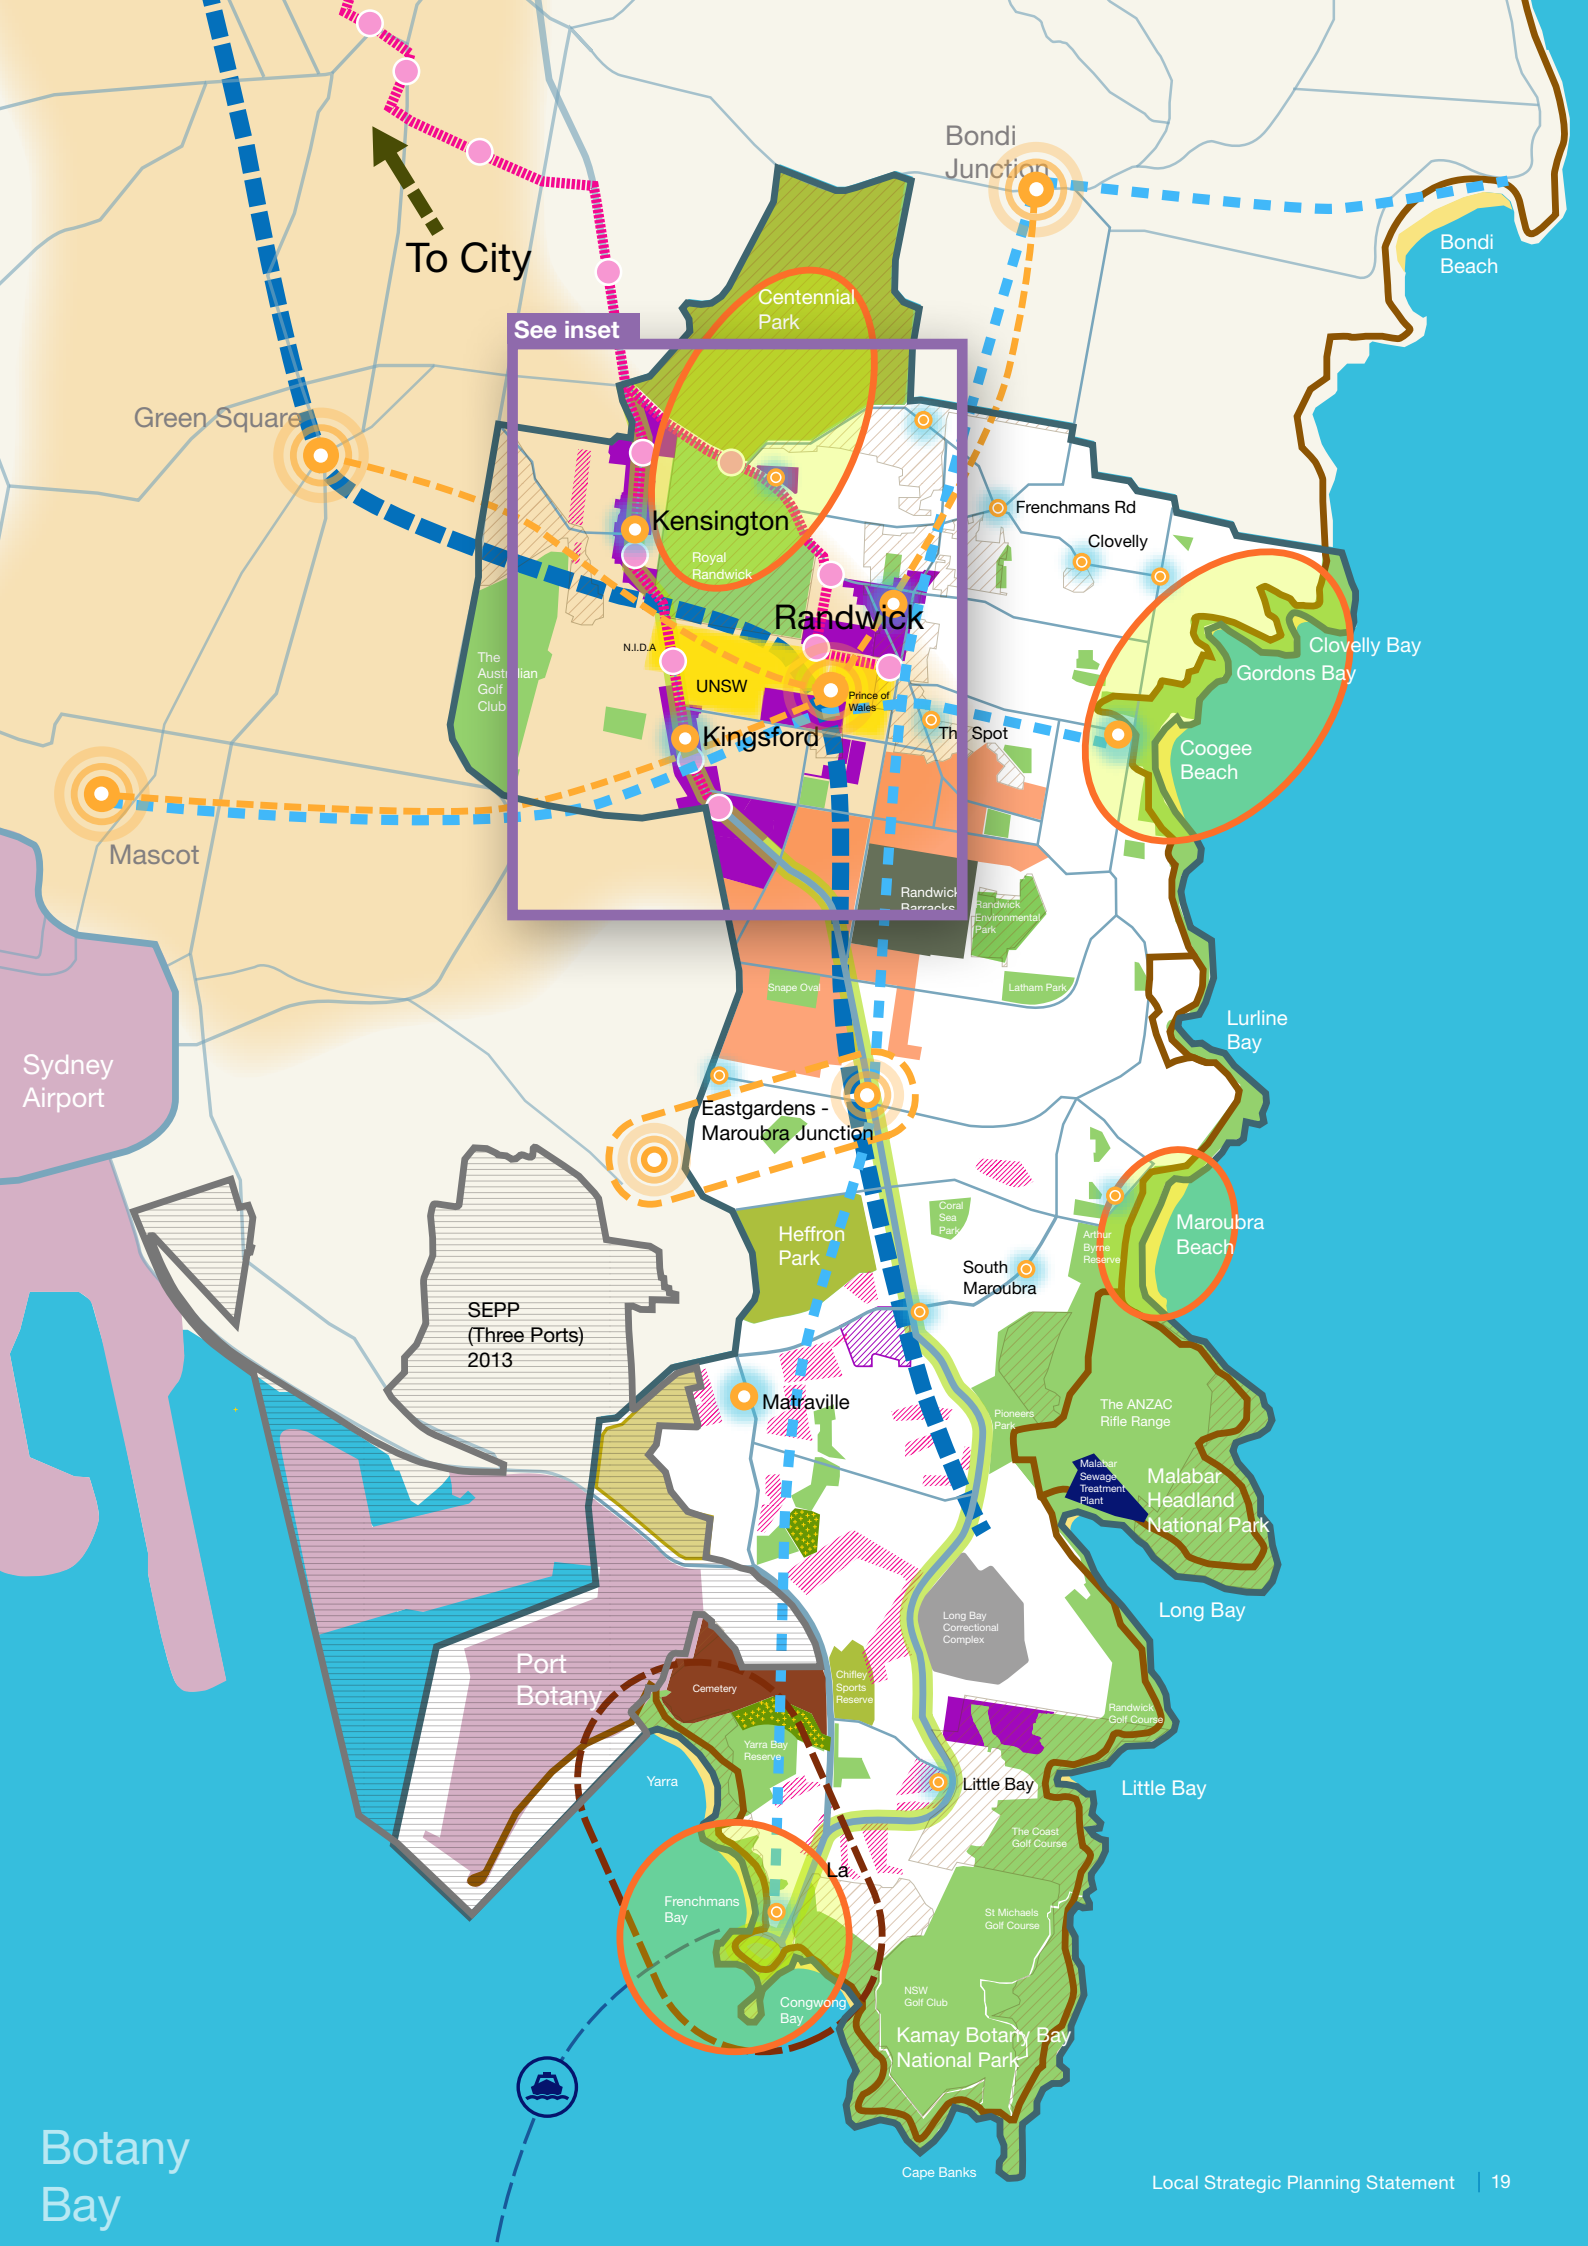 Bondi
Junction
To City
Bondi
Beach
Centennial
Park
See inset
Green Square
Frenchmans Rd
Kensington
Clovelly
Royal
Randwick
Randwick
N.I.D.A
Clovelly Bay
Gordons Bay
The
Australian
Golf
Club
UNSW
Prince of
Wales
Kingsford
The Spot
Coogee
Beach
Mascot
Randwick
Barracks
Randwick
Environmental
Park
Snape Oval
Latham Park
Lurline
Bay
Sydney
Airport
Eastgardens -
Maroubra Junction
Coral
Sea
Park
Heffron
Park
Arthur
Byrne
Reserve
Maroubra
Beach
South
Maroubra
SEPP
(Three Ports)
2013
Matraville
Pioneers
Park
The ANZAC
Rifle Range
Malabar
Sewage
Treatment
Plant
Malabar
Headland
National Park
Long Bay
Long Bay
Correctional
Complex
Port
Botany
Cemetery
Chifley
Sports
Reserve
Randwick
Golf Course
Yarra Bay
Reserve
Yarra
Little Bay
Little Bay
The Coast
Golf Course
La
Frenchmans
Bay
St Michaels
Golf Course
NSW
Golf Club
Congwong
Bay
Kamay Botany Bay
National Park
Botany
Bay
Cape Banks
Local Strategic Planning Statement | 19